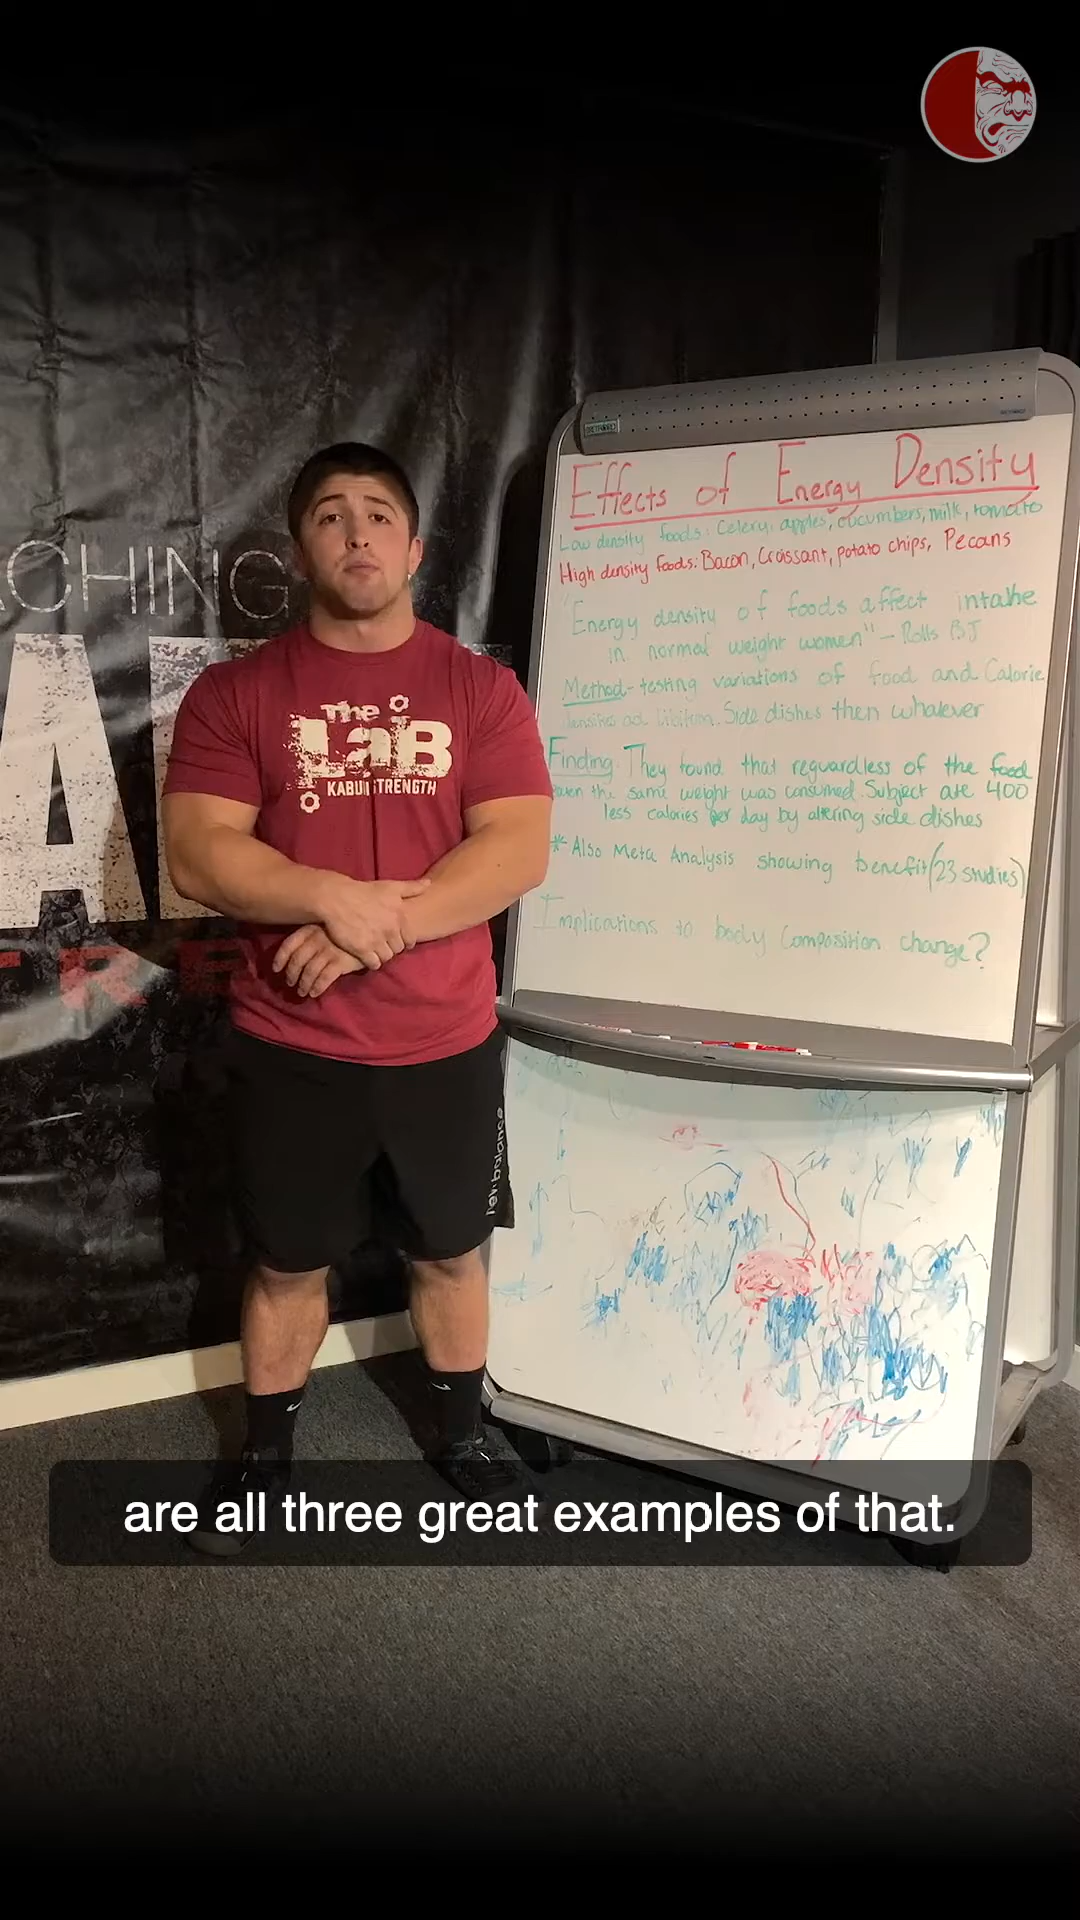 Effects of Energy Density
Low density foods: Celery, apples, cucumbers, milk, tomato
High density foods: Bacon, Croissant, potato chips, Pecans
"Energy density of foods affect intake
in normal weight women" - Rolls BJ
Method - testing variations of food and Calorie
densities ad libitum. Side dishes then whatever
Finding: They found that reguardless of the food
the same weight was consumed. Subject ate 400
less calories per day by altering side dishes
* Also Meta Analysis showing benefit (23 studies)
Implications to body composition change?
ACHING
The
LaB
KABUKI STRENGTH
new balance
are all three great examples of that.